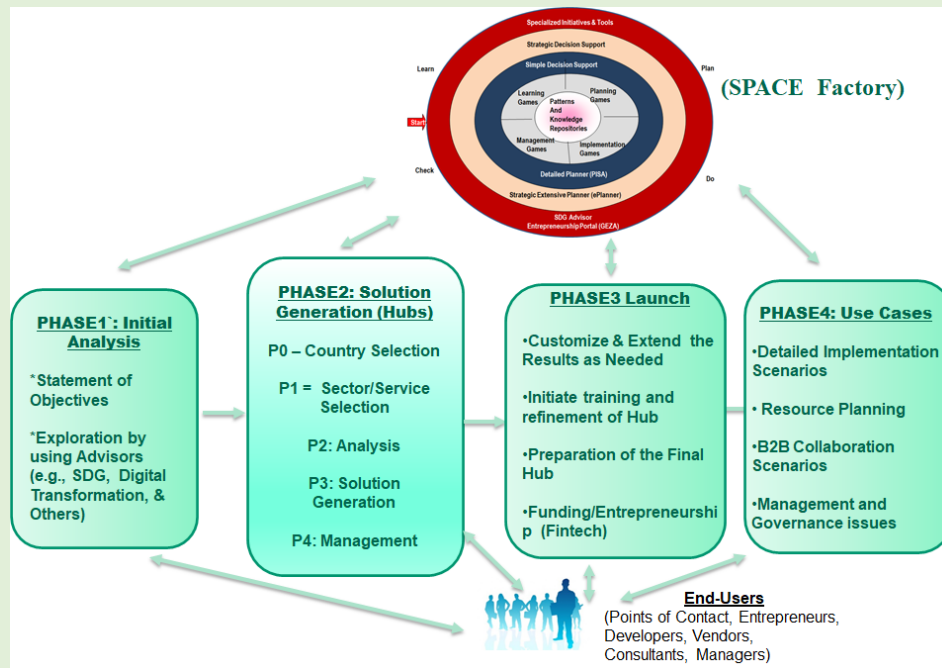 Specialized Initiatives & Tools
Strategic Decision Support
Simple Decision Support
Learn
Plan
(SPACE Factory)
Learning
Games
Planning
Games
Patterns
And
Knowledge
Repositories
Start
Management
Games
Implementation
Games
Check
Do
Detailed Planner (PISA)
Strategic Extensive Planner (ePlanner)
SDG Advisor
Entrepreneurship Portal (GEZA)
PHASE1`: Initial
Analysis
*Statement of
Objectives
*Exploration by
using Advisors
(e.g., SDG, Digital
Transformation, &
Others)
PHASE2: Solution
Generation (Hubs)
P0 – Country Selection
P1 = Sector/Service
Selection
P2: Analysis
P3: Solution
Generation
P4: Management
PHASE3 Launch
•Customize & Extend the
Results as Needed
•Initiate training and
refinement of Hub
•Preparation of the Final
Hub
•Funding/Entrepreneurshi
p (Fintech)
PHASE4: Use Cases
•Detailed Implementation
Scenarios
• Resource Planning
•B2B Collaboration
Scenarios
•Management and
Governance issues
End-Users
(Points of Contact, Entrepreneurs,
Developers, Vendors,
Consultants, Managers)